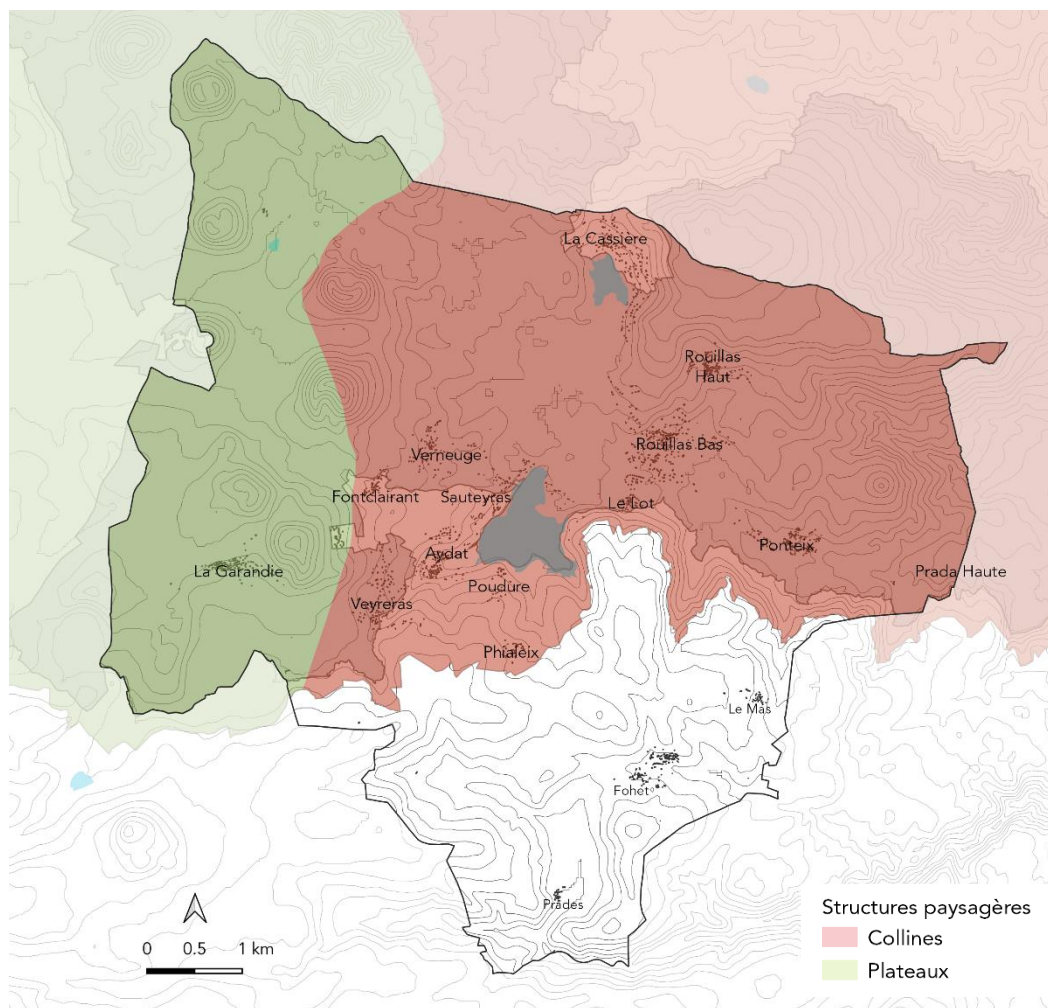 La Cassière
Rouillas
Haut
Rouillas Bas
Verneuge
Fontclairant
Sauteyras
Le Lot
Aydat
Ponteix
La Garandie
Prada Haute
Poudure
Veyreras
Phialeix
Le Mas
Fohet
Prades
0 0.5 1 km
Structures paysagères
Collines
Plateaux